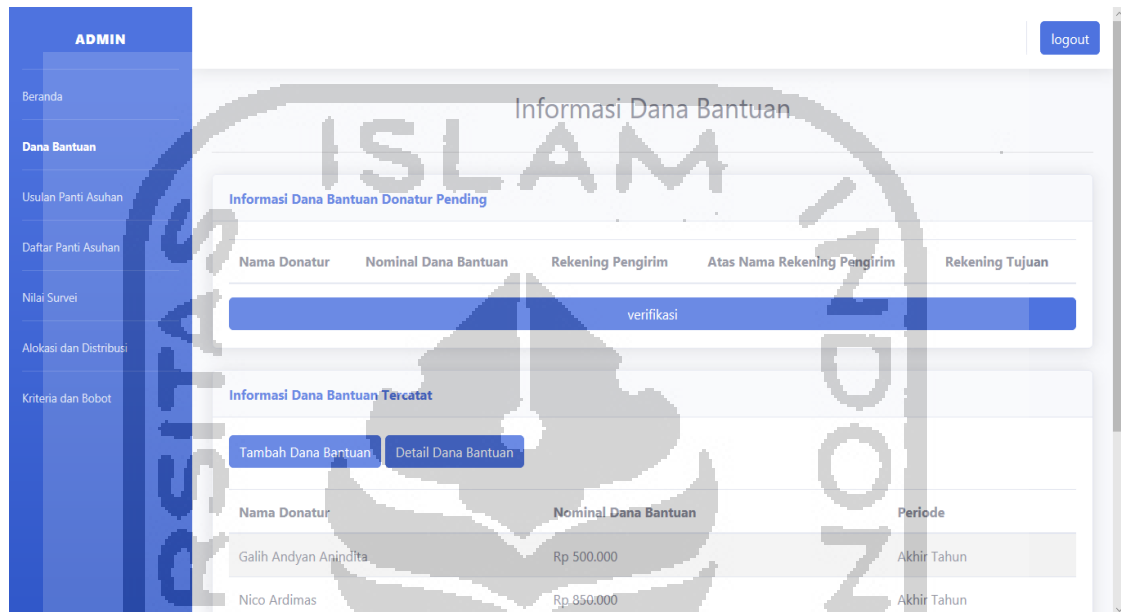 ADMIN
logout
Beranda
Dana Bantuan
Usulan Panti Asuhan
Daftar Panti Asuhan
Nilai Survei
Alokasi dan Distribusi
Kriteria dan Bobot
Informasi Dana Bantuan
Informasi Dana Bantuan Donatur Pending
Nama Donatur Nominal Dana Bantuan Rekening Pengirim Atas Nama Rekening Pengirim Rekening Tujuan
verifikasi
Informasi Dana Bantuan Tercatat
Tambah Dana Bantuan Detail Dana Bantuan
Nama Donatur Nominal Dana Bantuan Periode
Galih Andyan Anindita Rp 500.000 Akhir Tahun
Nico Ardimas Rp 850.000 Akhir Tahun
ISLAM